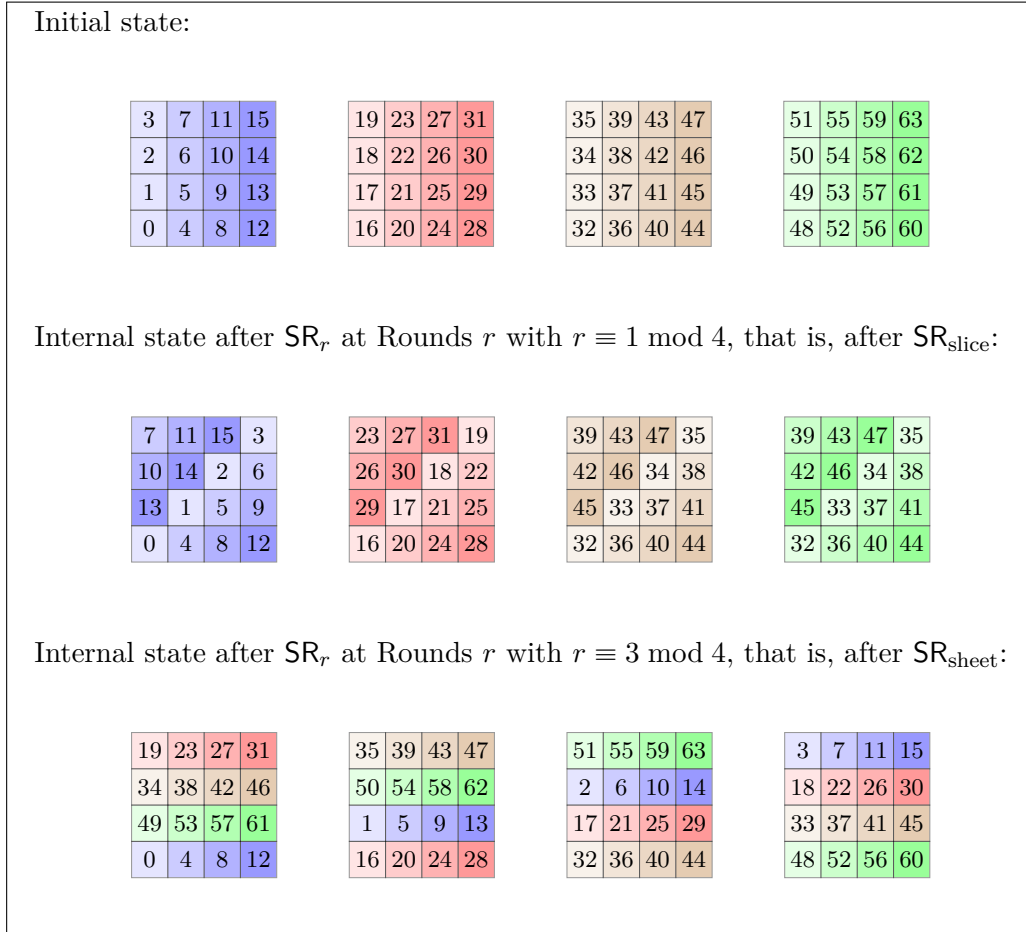 Initial state:
3 7 11 15 19 23 27 31 35 39 43 47 51 55 59 63
2 6 10 14 18 22 26 30 34 38 42 46 50 54 58 62
1 5 9 13 17 21 25 29 33 37 41 45 49 53 57 61
0 4 8 12 16 20 24 28 32 36 40 44 48 52 56 60
Internal state after SR_r at Rounds r with r ≡ 1 mod 4, that is, after SR_slice:
7 11 15 3 23 27 31 19 39 43 47 35 39 43 47 35
10 14 2 6 26 30 18 22 42 46 34 38 42 46 34 38
13 1 5 9 29 17 21 25 45 33 37 41 45 33 37 41
0 4 8 12 16 20 24 28 32 36 40 44 32 36 40 44
Internal state after SR_r at Rounds r with r ≡ 3 mod 4, that is, after SR_sheet:
19 23 27 31 35 39 43 47 51 55 59 63 3 7 11 15
34 38 42 46 50 54 58 62 2 6 10 14 18 22 26 30
49 53 57 61 1 5 9 13 17 21 25 29 33 37 41 45
0 4 8 12 16 20 24 28 32 36 40 44 48 52 56 60